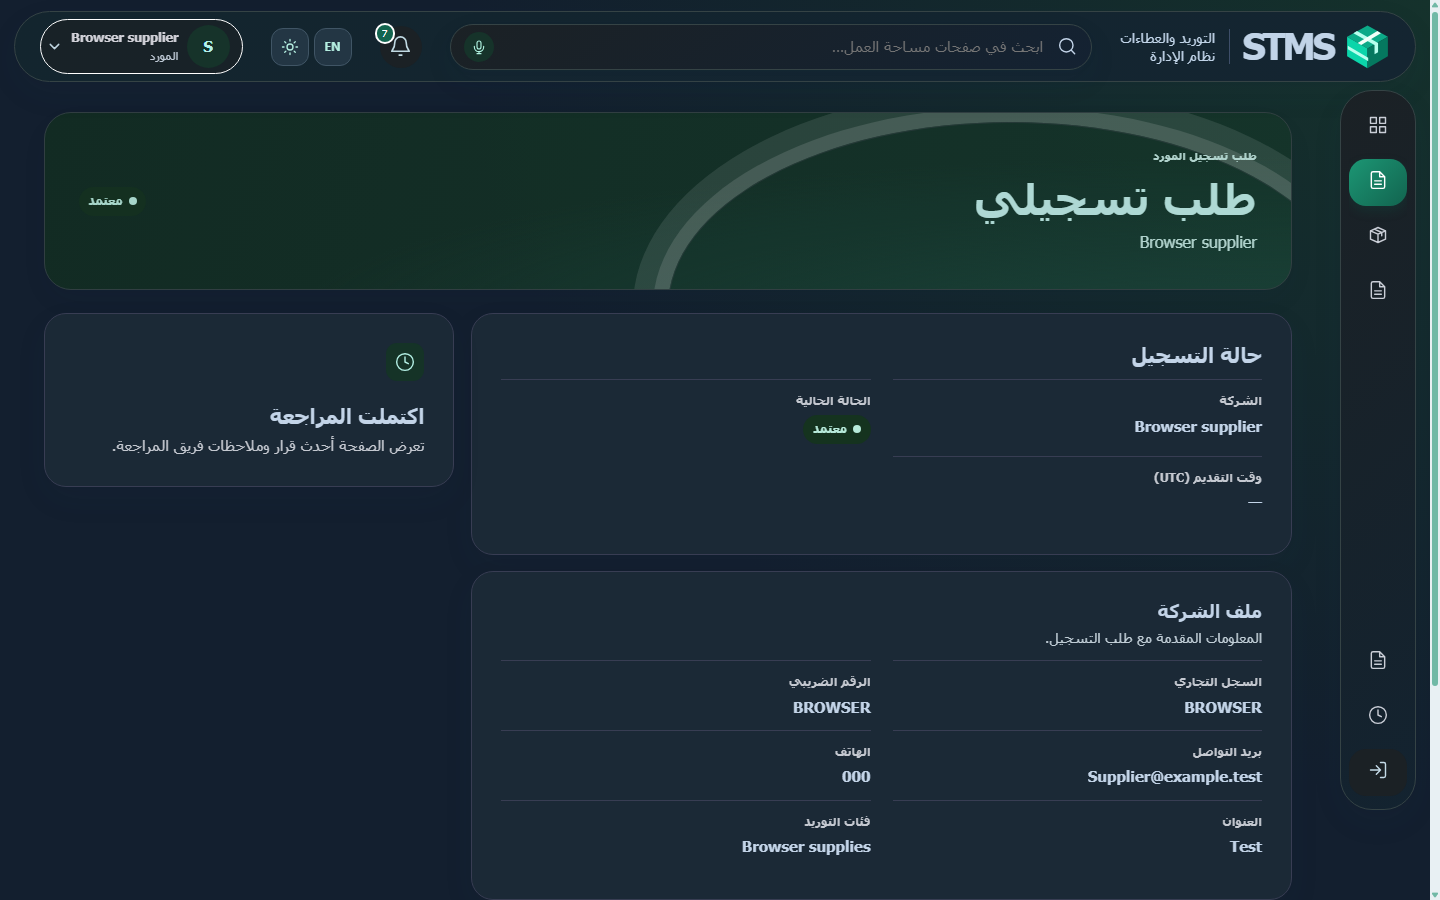 STMS
التوريد والعطاءات
نظام الإدارة
ابحث في صفحات مساحة العمل...
7
EN
S
Browser supplier
المورد
طلب تسجيل المورد
طلب تسجيلي
Browser supplier
معتمد
حالة التسجيل
الشركة
Browser supplier
الحالة الحالية
معتمد
وقت التقديم (UTC)
—
اكتملت المراجعة
تعرض الصفحة أحدث قرار وملاحظات فريق المراجعة.
ملف الشركة
المعلومات المقدمة مع طلب التسجيل.
السجل التجاري
BROWSER
الرقم الضريبي
BROWSER
بريد التواصل
Supplier@example.test
الهاتف
000
العنوان
Test
فئات التوريد
Browser supplies